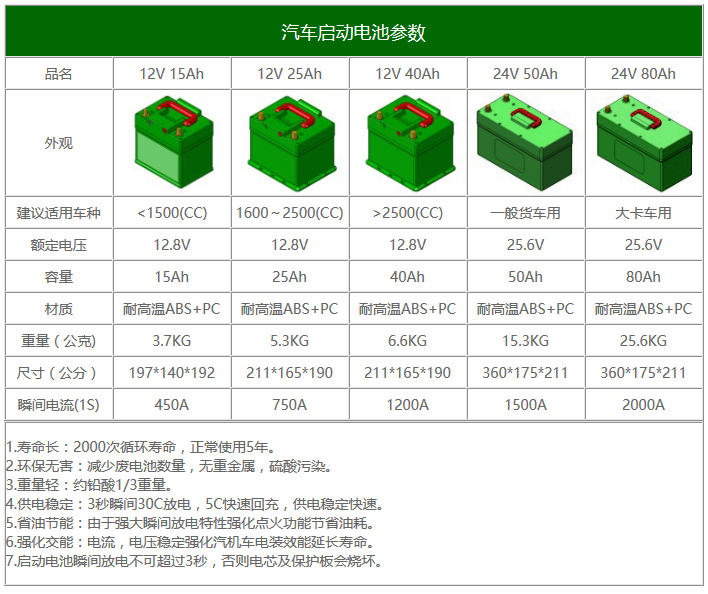 汽车启动电池参数
品名 12V 15Ah 12V 25Ah 12V 40Ah 24V 50Ah 24V 80Ah
外观
建议适用车种 <1500(CC) 1600～2500(CC) >2500(CC) 一般货车用 大卡车用
额定电压 12.8V 12.8V 12.8V 25.6V 25.6V
容量 15Ah 25Ah 40Ah 50Ah 80Ah
材质 耐高温ABS+PC 耐高温ABS+PC 耐高温ABS+PC 耐高温ABS+PC 耐高温ABS+PC
重量（公克） 3.7KG 5.3KG 6.6KG 15.3KG 25.6KG
尺寸（公分） 197*140*192 211*165*190 211*165*190 360*175*211 360*175*211
瞬间电流(1S) 450A 750A 1200A 1500A 2000A
1.寿命长：2000次循环寿命，正常使用5年。
2.环保无害：减少废电池数量，无重金属，硫酸污染。
3.重量轻：约铅酸1/3重量。
4.供电稳定：3秒瞬间30C放电，5C快速回充，供电稳定快速。
5.省油节能：由于强大瞬间放电特性强化点火功能节省油耗。
6.强化交能：电流，电压稳定强化汽机车电装效能延长寿命。
7.启动电池瞬间放电不可超过3秒，否则电芯及保护板会烧坏。